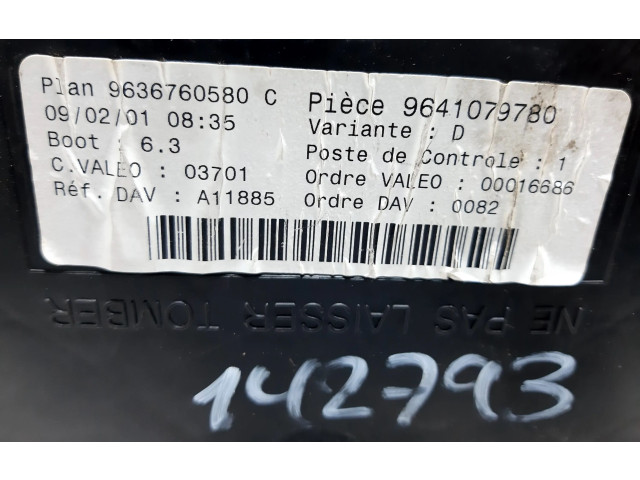 Plan 9636760580 C
09/02/01 08:35
Boot : 6.3
C.VALEO : 03701
Réf. DAV : A11885
Pièce 9641079780
Variante : D
Poste de Controle : 1
Ordre VALEO : 00016686
Ordre DAV : 0082
NE PAS LAISSER TOMBER
142793